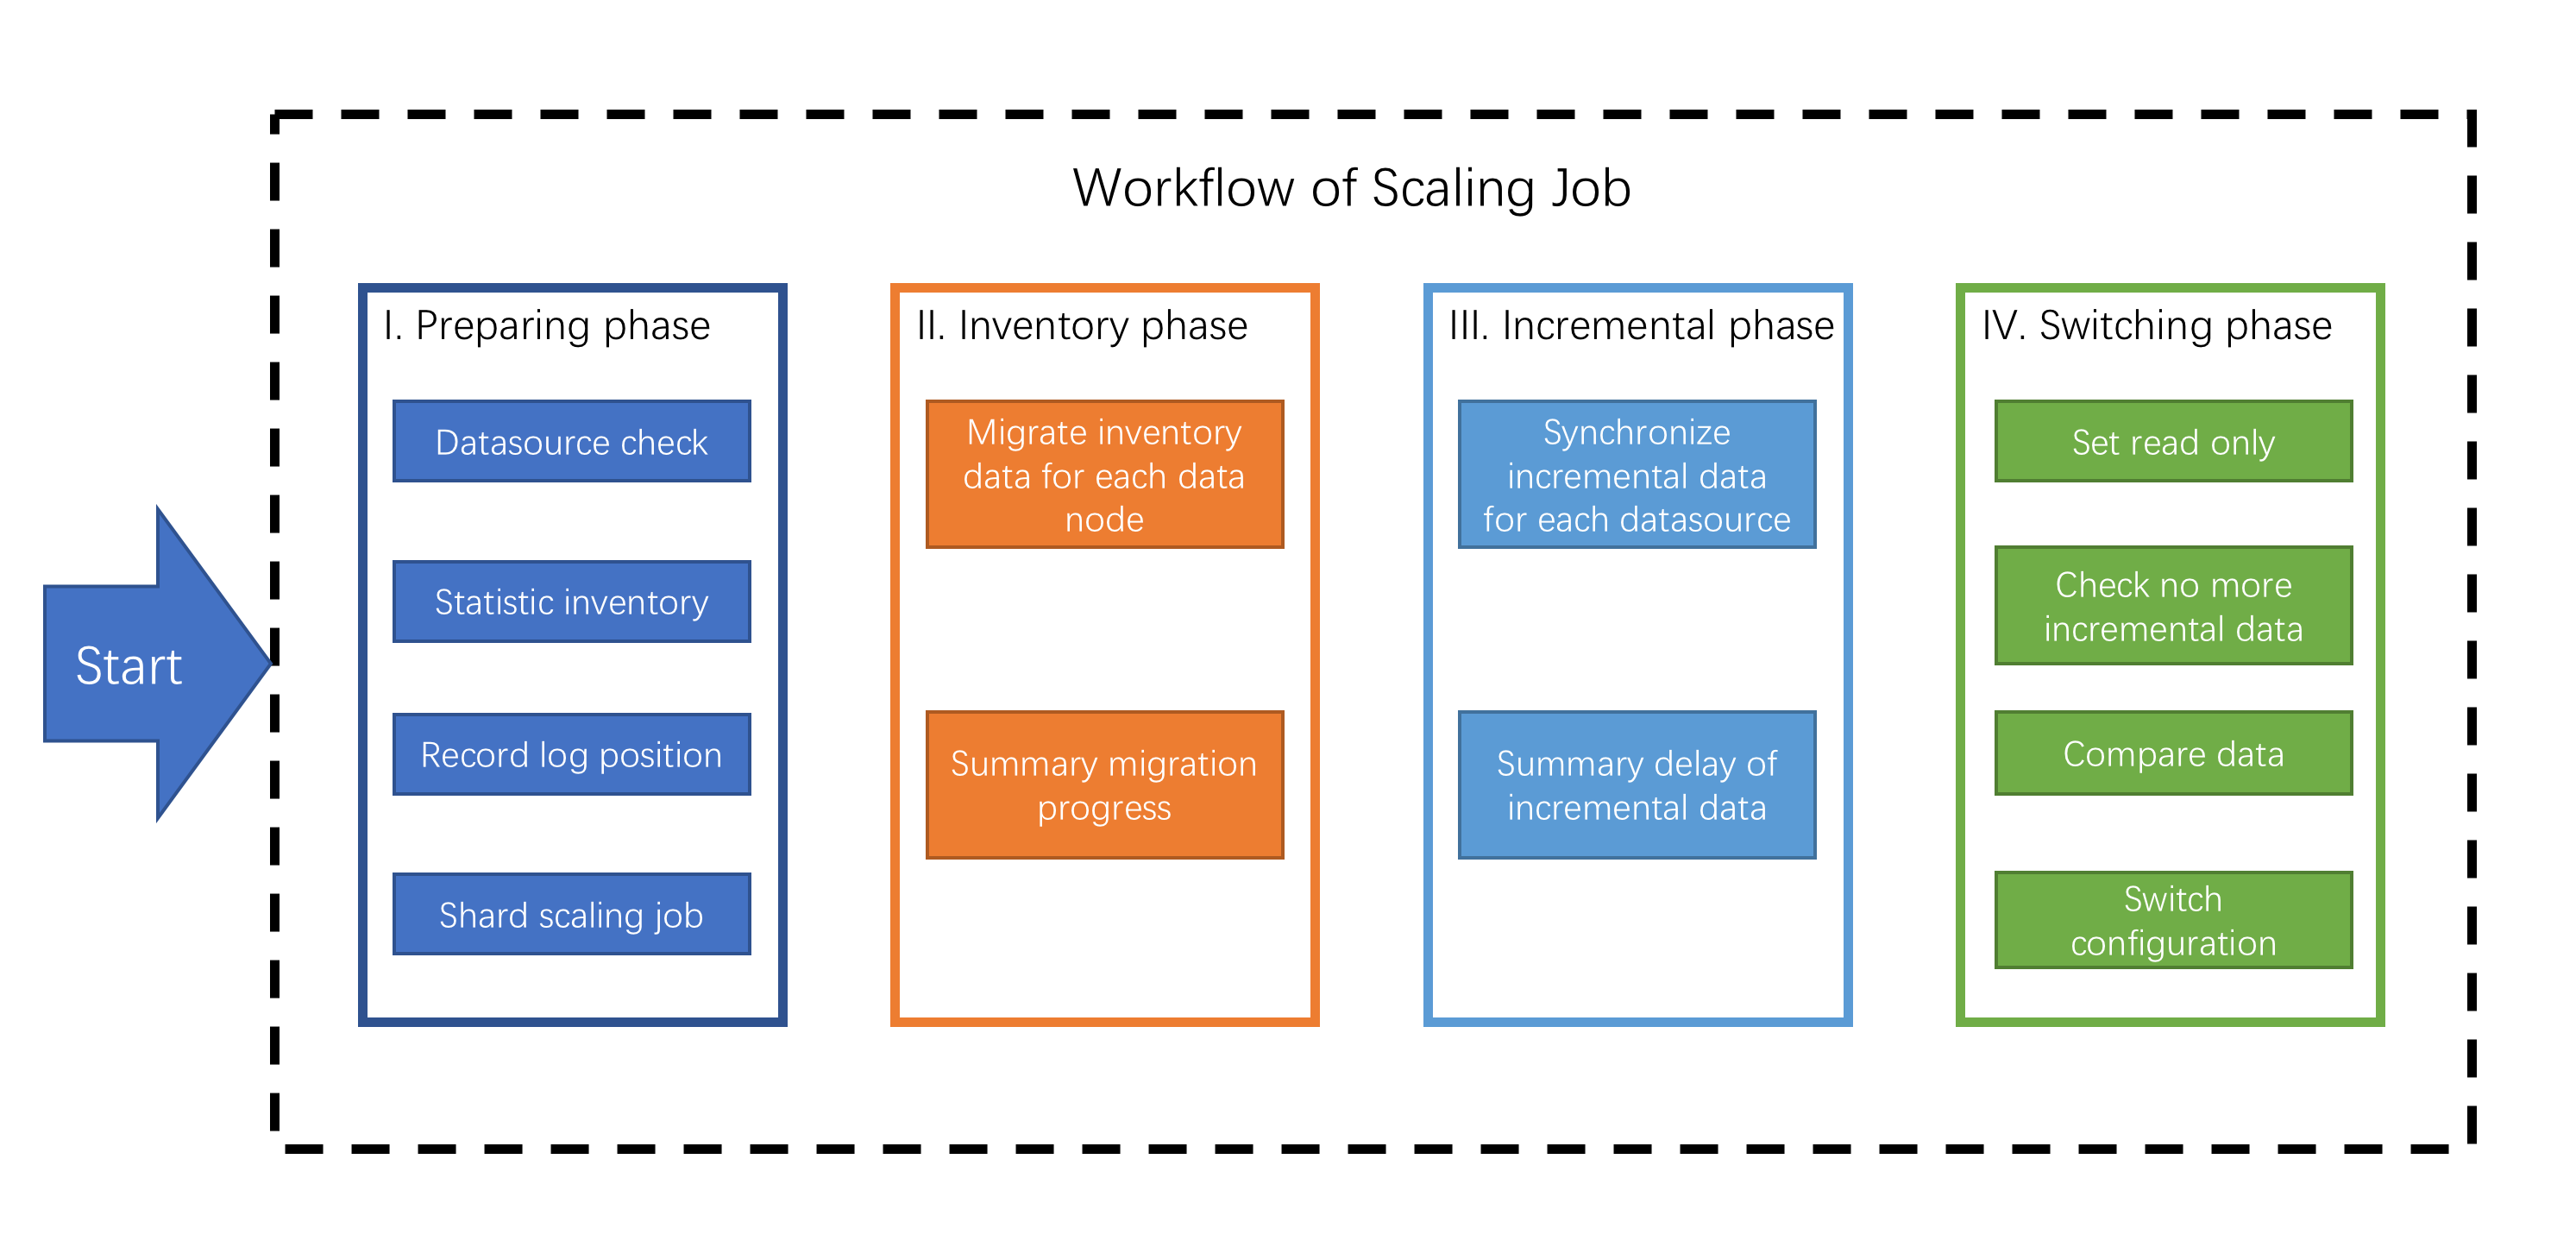 Workflow of Scaling Job
Start
I. Preparing phase
Datasource check
Statistic inventory
Record log position
Shard scaling job
II. Inventory phase
Migrate inventory
data for each data
node
Summary migration
progress
III. Incremental phase
Synchronize
incremental data
for each datasource
Summary delay of
incremental data
IV. Switching phase
Set read only
Check no more
incremental data
Compare data
Switch
configuration